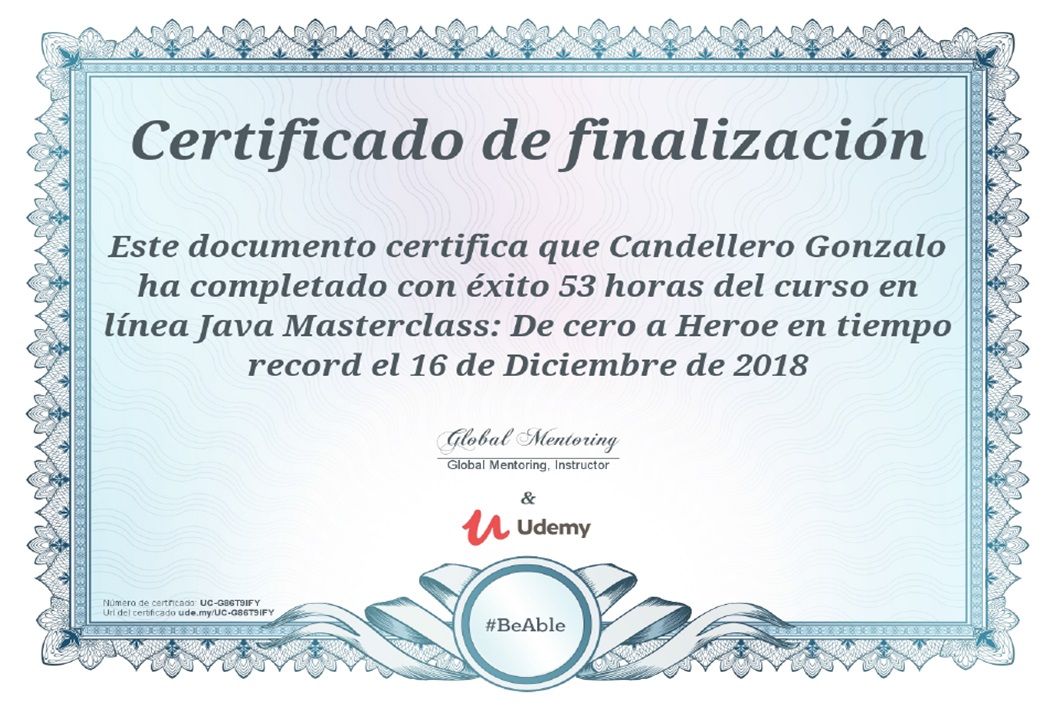 Certificado de finalización
Este documento certifica que Candellero Gonzalo
ha completado con éxito 53 horas del curso en
línea Java Masterclass: De cero a Heroe en tiempo
record el 16 de Diciembre de 2018
Global Mentoring
Global Mentoring, Instructor
&
Udemy
Número de certificado: UC-G86T9IFY
Url del certificado ude.my/UC-G86T9IFY
#BeAble